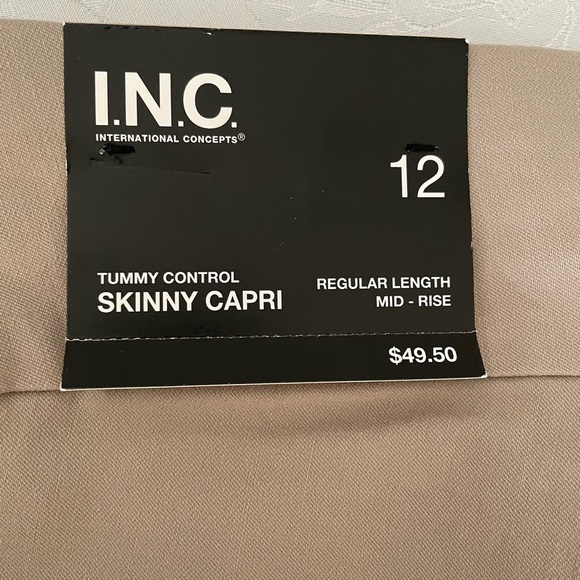 I.N.C.
INTERNATIONAL CONCEPTS®
12
TUMMY CONTROL
SKINNY CAPRI
REGULAR LENGTH
MID - RISE
$49.50